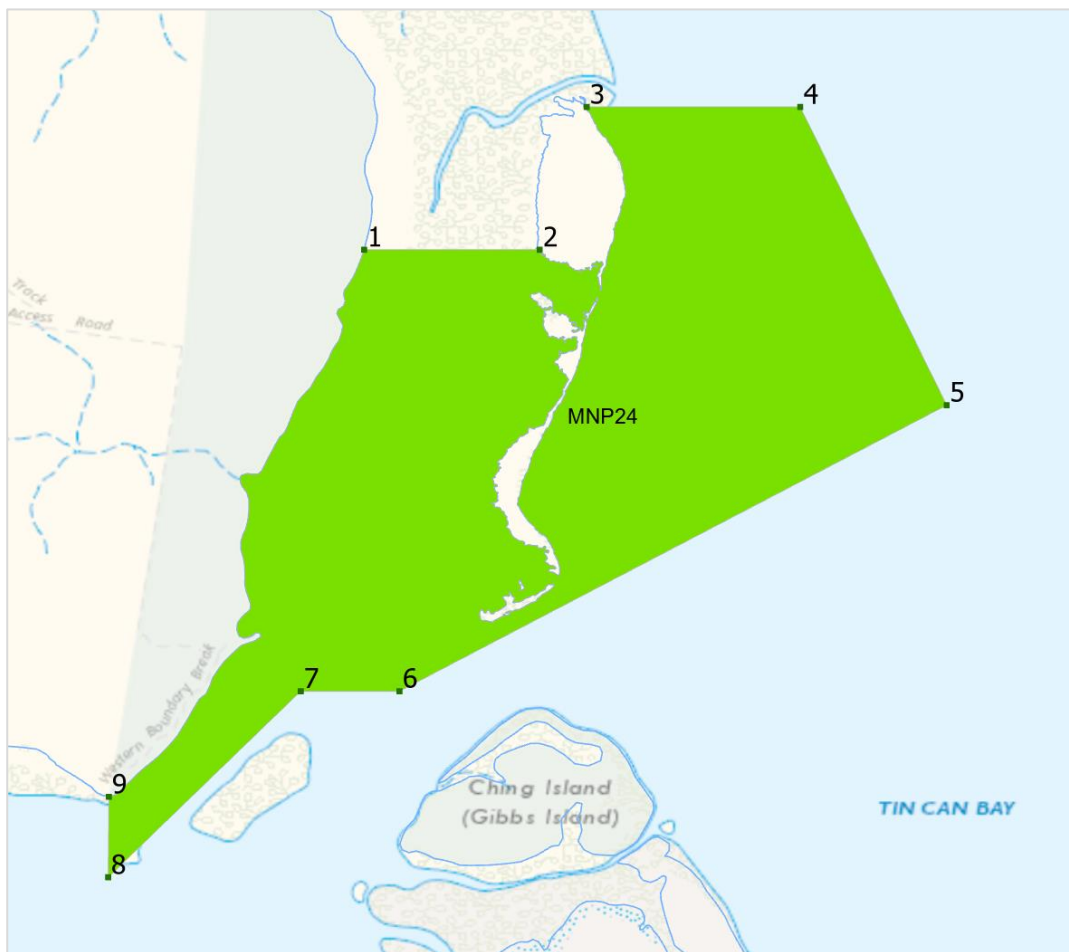 3
4
1
2
Track
Access Road
5
MNP24
Western Boundary Break
7
6
9
Ching Island
(Gibbs Island)
TIN CAN BAY
8